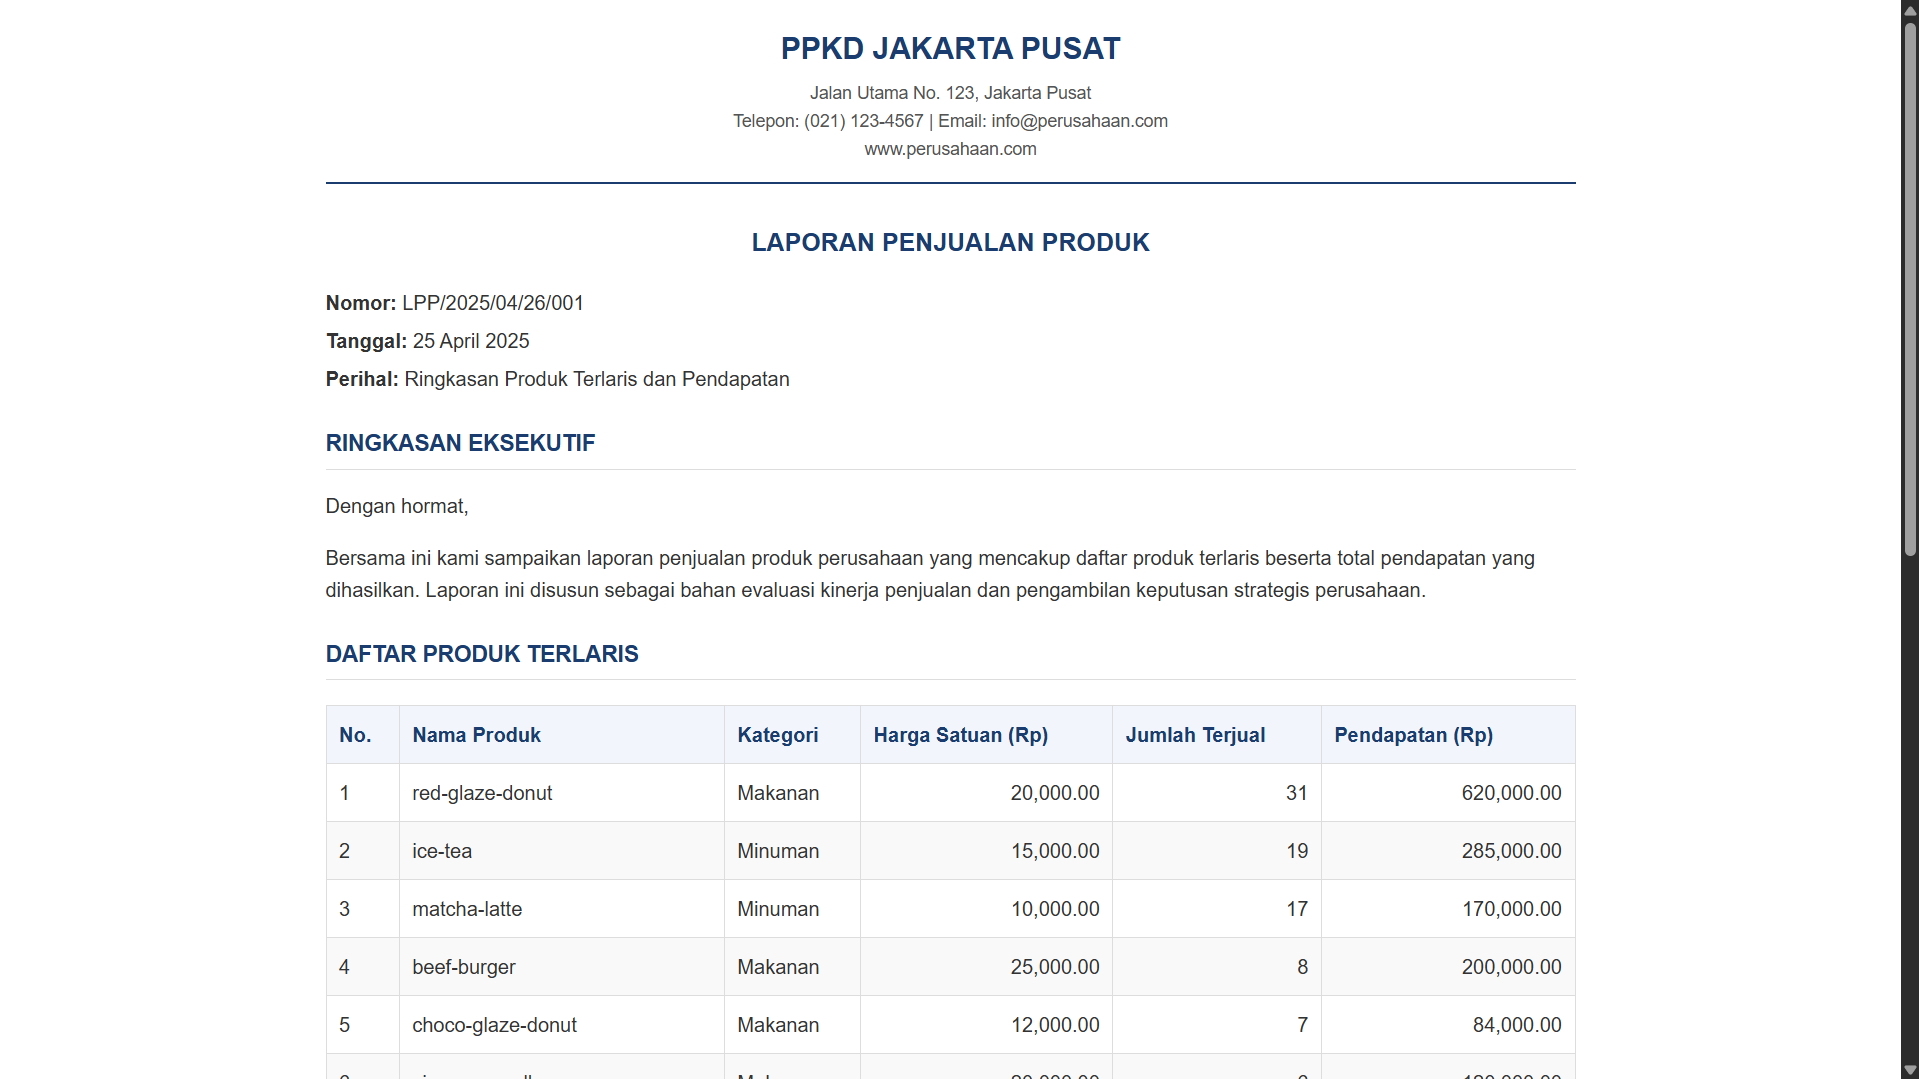 PPKD JAKARTA PUSAT
Jalan Utama No. 123, Jakarta Pusat
Telepon: (021) 123-4567 | Email: info@perusahaan.com
www.perusahaan.com
LAPORAN PENJUALAN PRODUK
Nomor: LPP/2025/04/26/001
Tanggal: 25 April 2025
Perihal: Ringkasan Produk Terlaris dan Pendapatan
RINGKASAN EKSEKUTIF
Dengan hormat,
Bersama ini kami sampaikan laporan penjualan produk perusahaan yang mencakup daftar produk terlaris beserta total pendapatan yang
dihasilkan. Laporan ini disusun sebagai bahan evaluasi kinerja penjualan dan pengambilan keputusan strategis perusahaan.
DAFTAR PRODUK TERLARIS
No. Nama Produk Kategori Harga Satuan (Rp) Jumlah Terjual Pendapatan (Rp)
1 red-glaze-donut Makanan 20,000.00 31 620,000.00
2 ice-tea Minuman 15,000.00 19 285,000.00
3 matcha-latte Minuman 10,000.00 17 170,000.00
4 beef-burger Makanan 25,000.00 8 200,000.00
5 choco-glaze-donut Makanan 12,000.00 7 84,000.00